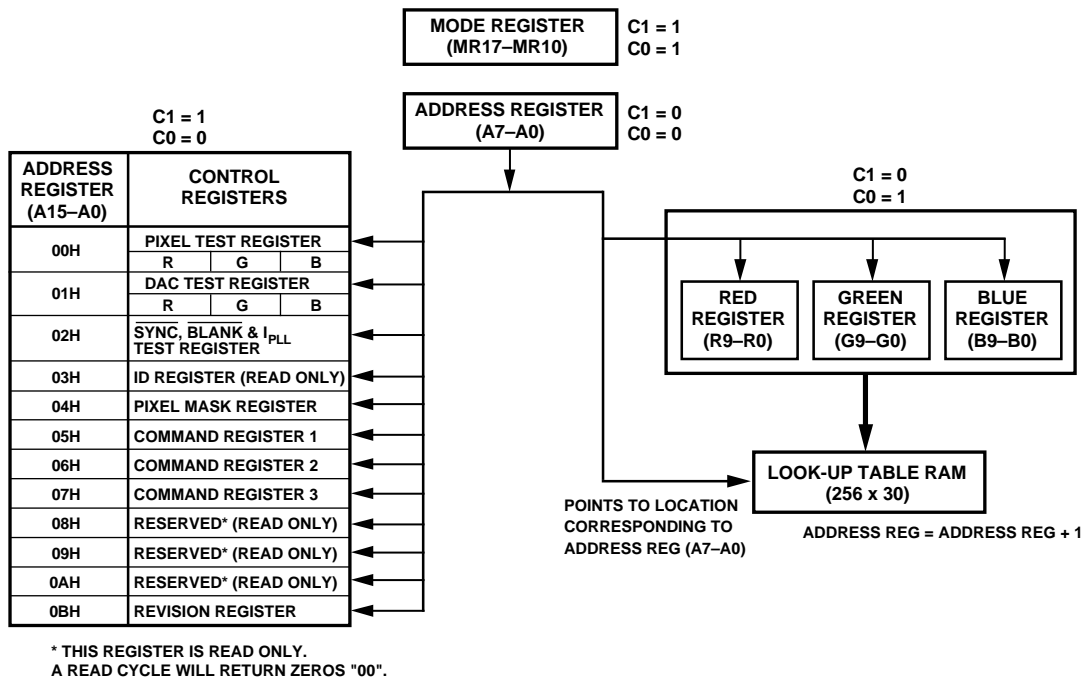 MODE REGISTER
(MR17–MR10)
C1 = 1
C0 = 1
ADDRESS REGISTER
(A7–A0)
C1 = 0
C0 = 0
C1 = 1
C0 = 0
ADDRESS
REGISTER
(A15–A0)
CONTROL
REGISTERS
00H
PIXEL TEST REGISTER
R G B
01H
DAC TEST REGISTER
R G B
02H
SYNC, BLANK & IPLL
TEST REGISTER
03H ID REGISTER (READ ONLY)
04H PIXEL MASK REGISTER
05H COMMAND REGISTER 1
06H COMMAND REGISTER 2
07H COMMAND REGISTER 3
08H RESERVED* (READ ONLY)
09H RESERVED* (READ ONLY)
0AH RESERVED* (READ ONLY)
0BH REVISION REGISTER
* THIS REGISTER IS READ ONLY.
A READ CYCLE WILL RETURN ZEROS "00".
C1 = 0
C0 = 1
RED
REGISTER
(R9–R0)
GREEN
REGISTER
(G9–G0)
BLUE
REGISTER
(B9–B0)
LOOK-UP TABLE RAM
(256 x 30)
POINTS TO LOCATION
CORRESPONDING TO
ADDRESS REG (A7–A0)
ADDRESS REG = ADDRESS REG + 1